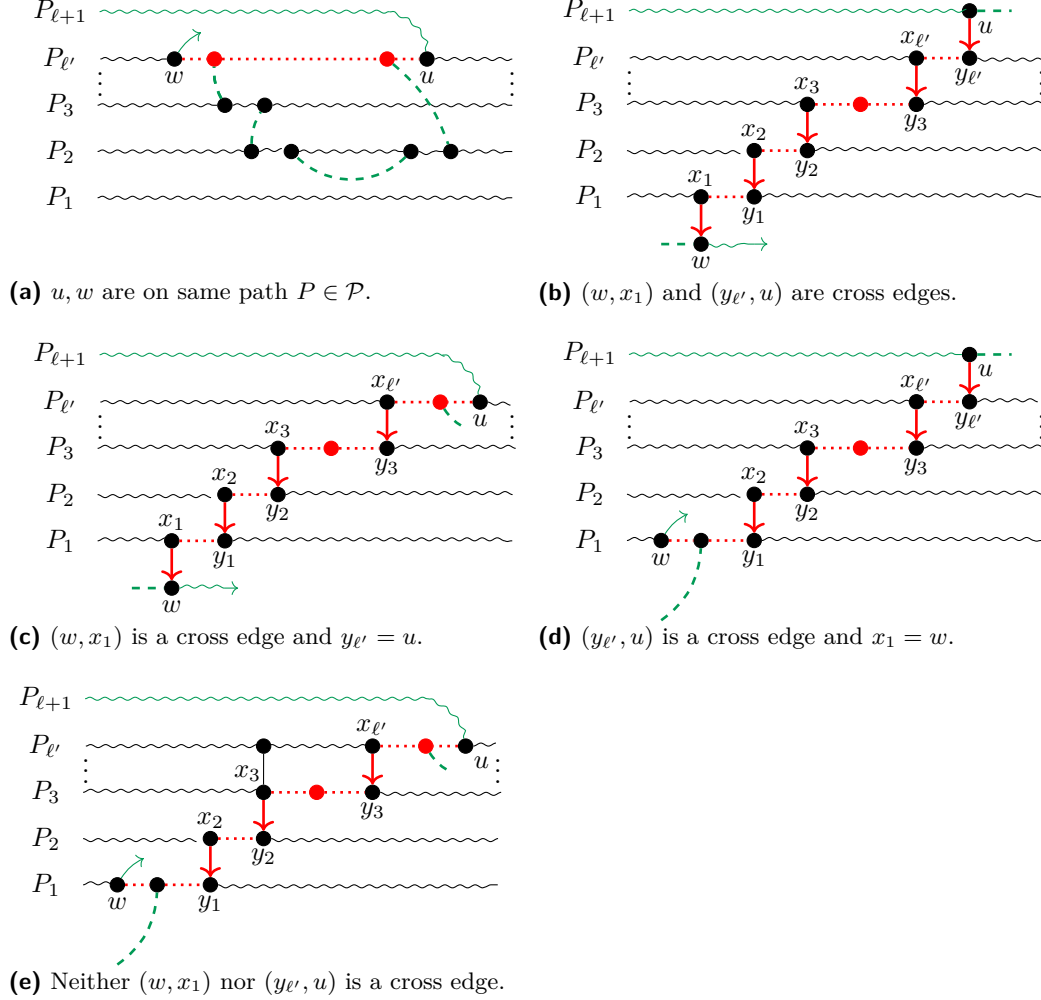 P_{ℓ+1}
P_{ℓ'} w u
⋮ ⋮
P_3
P_2
P_1
(a) u, w are on same path P ∈ 𝒫.
P_{ℓ+1} u
P_{ℓ'} x_{ℓ'} y_{ℓ'}
⋮ ⋮
P_3 x_3 y_3
P_2 x_2 y_2
P_1 x_1 y_1
w
(b) (w, x_1) and (y_{ℓ'}, u) are cross edges.
P_{ℓ+1}
P_{ℓ'} x_{ℓ'} u
⋮ ⋮
P_3 x_3 y_3
P_2 x_2 y_2
P_1 x_1 y_1
w
(c) (w, x_1) is a cross edge and y_{ℓ'} = u.
P_{ℓ+1} u
P_{ℓ'} x_{ℓ'} y_{ℓ'}
⋮ ⋮
P_3 x_3 y_3
P_2 x_2 y_2
P_1 w y_1
(d) (y_{ℓ'}, u) is a cross edge and x_1 = w.
P_{ℓ+1}
P_{ℓ'} x_{ℓ'} u
⋮ ⋮
P_3 x_3 y_3
P_2 x_2 y_2
P_1 w y_1
(e) Neither (w, x_1) nor (y_{ℓ'}, u) is a cross edge.